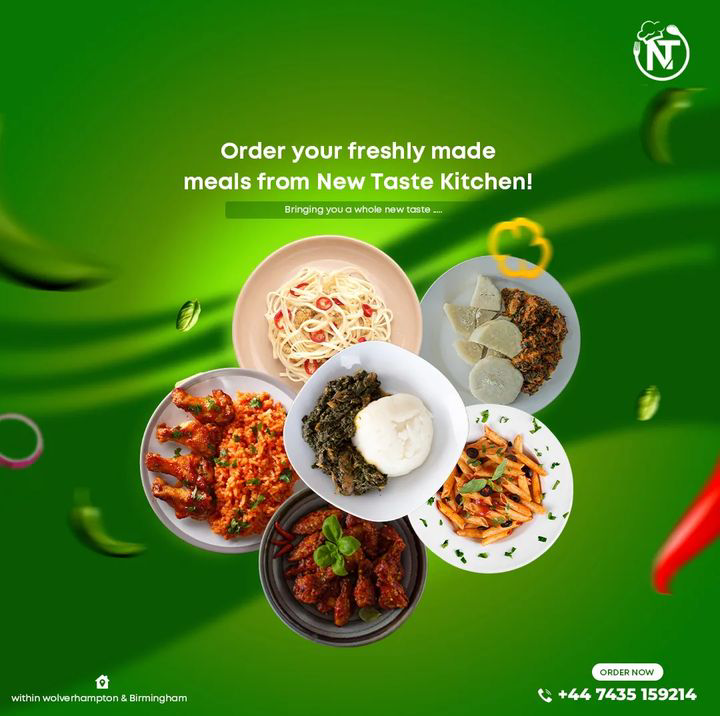 NT
Order your freshly made
meals from New Taste Kitchen!
Bringing you a whole new taste .....
ORDER NOW
within wolverhampton & Birmingham
+44 7435 159214